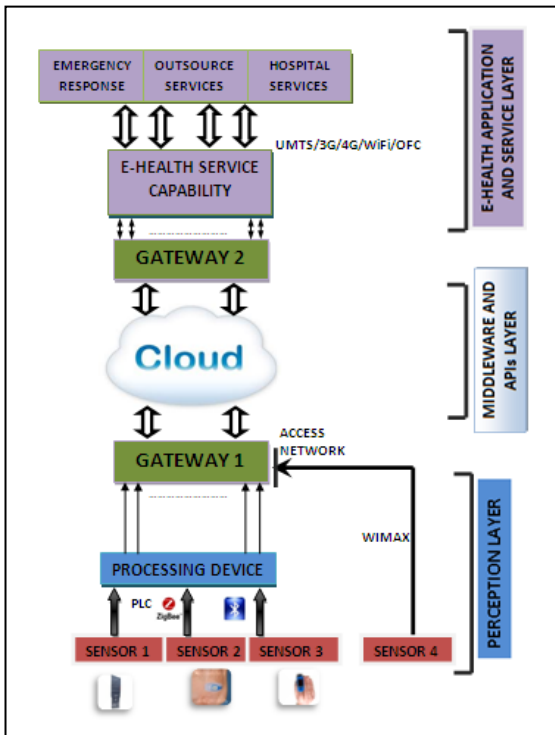 EMERGENCY
RESPONSE
OUTSOURCE
SERVICES
HOSPITAL
SERVICES
UMTS/3G/4G/WiFi/OFC
E-HEALTH SERVICE
CAPABILITY
GATEWAY 2
Cloud
ACCESS
NETWORK
GATEWAY 1
WIMAX
PROCESSING DEVICE
PLC
ZigBee
SENSOR 1
SENSOR 2
SENSOR 3
SENSOR 4
E-HEALTH APPLICATION
AND SERVICE LAYER
MIDDLEWARE AND
APIs LAYER
PERCEPTION LAYER